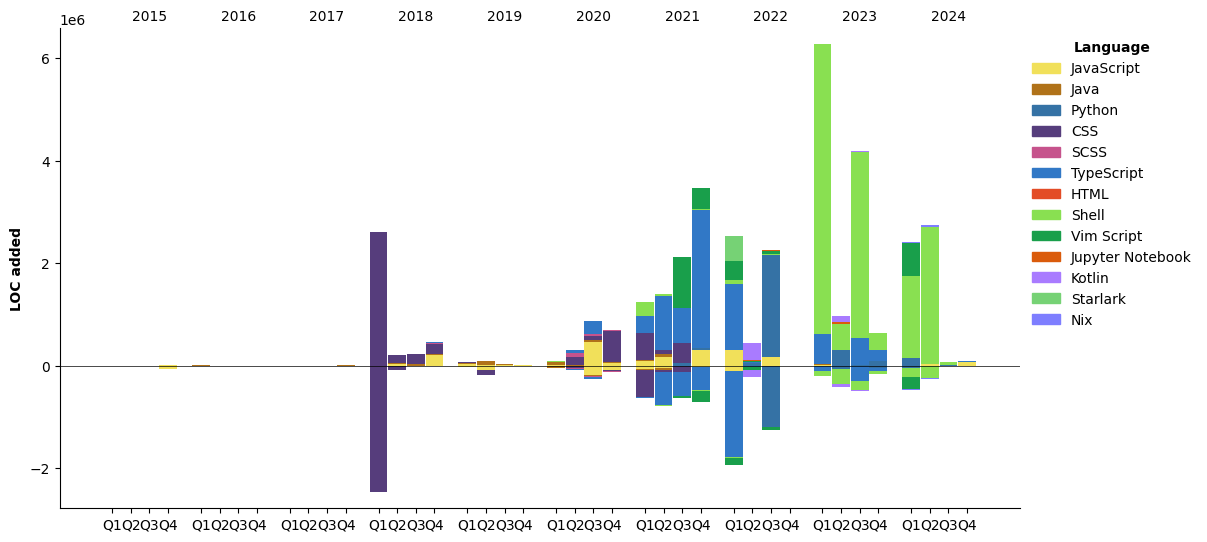 2015 2016 2017 2018 2019 2020 2021 2022 2023 2024
1e6
6
4
2
0
−2
LOC added
Q1Q2Q3Q4 Q1Q2Q3Q4 Q1Q2Q3Q4 Q1Q2Q3Q4 Q1Q2Q3Q4 Q1Q2Q3Q4 Q1Q2Q3Q4 Q1Q2Q3Q4 Q1Q2Q3Q4 Q1Q2Q3Q4
Language
JavaScript
Java
Python
CSS
SCSS
TypeScript
HTML
Shell
Vim Script
Jupyter Notebook
Kotlin
Starlark
Nix